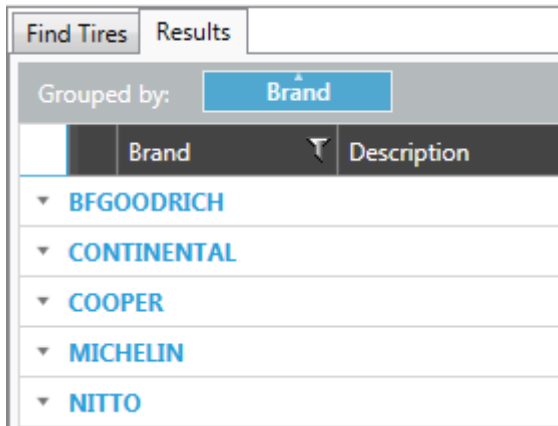 Find Tires Results
Grouped by: Brand
Brand Description
BFGOODRICH
CONTINENTAL
COOPER
MICHELIN
NITTO